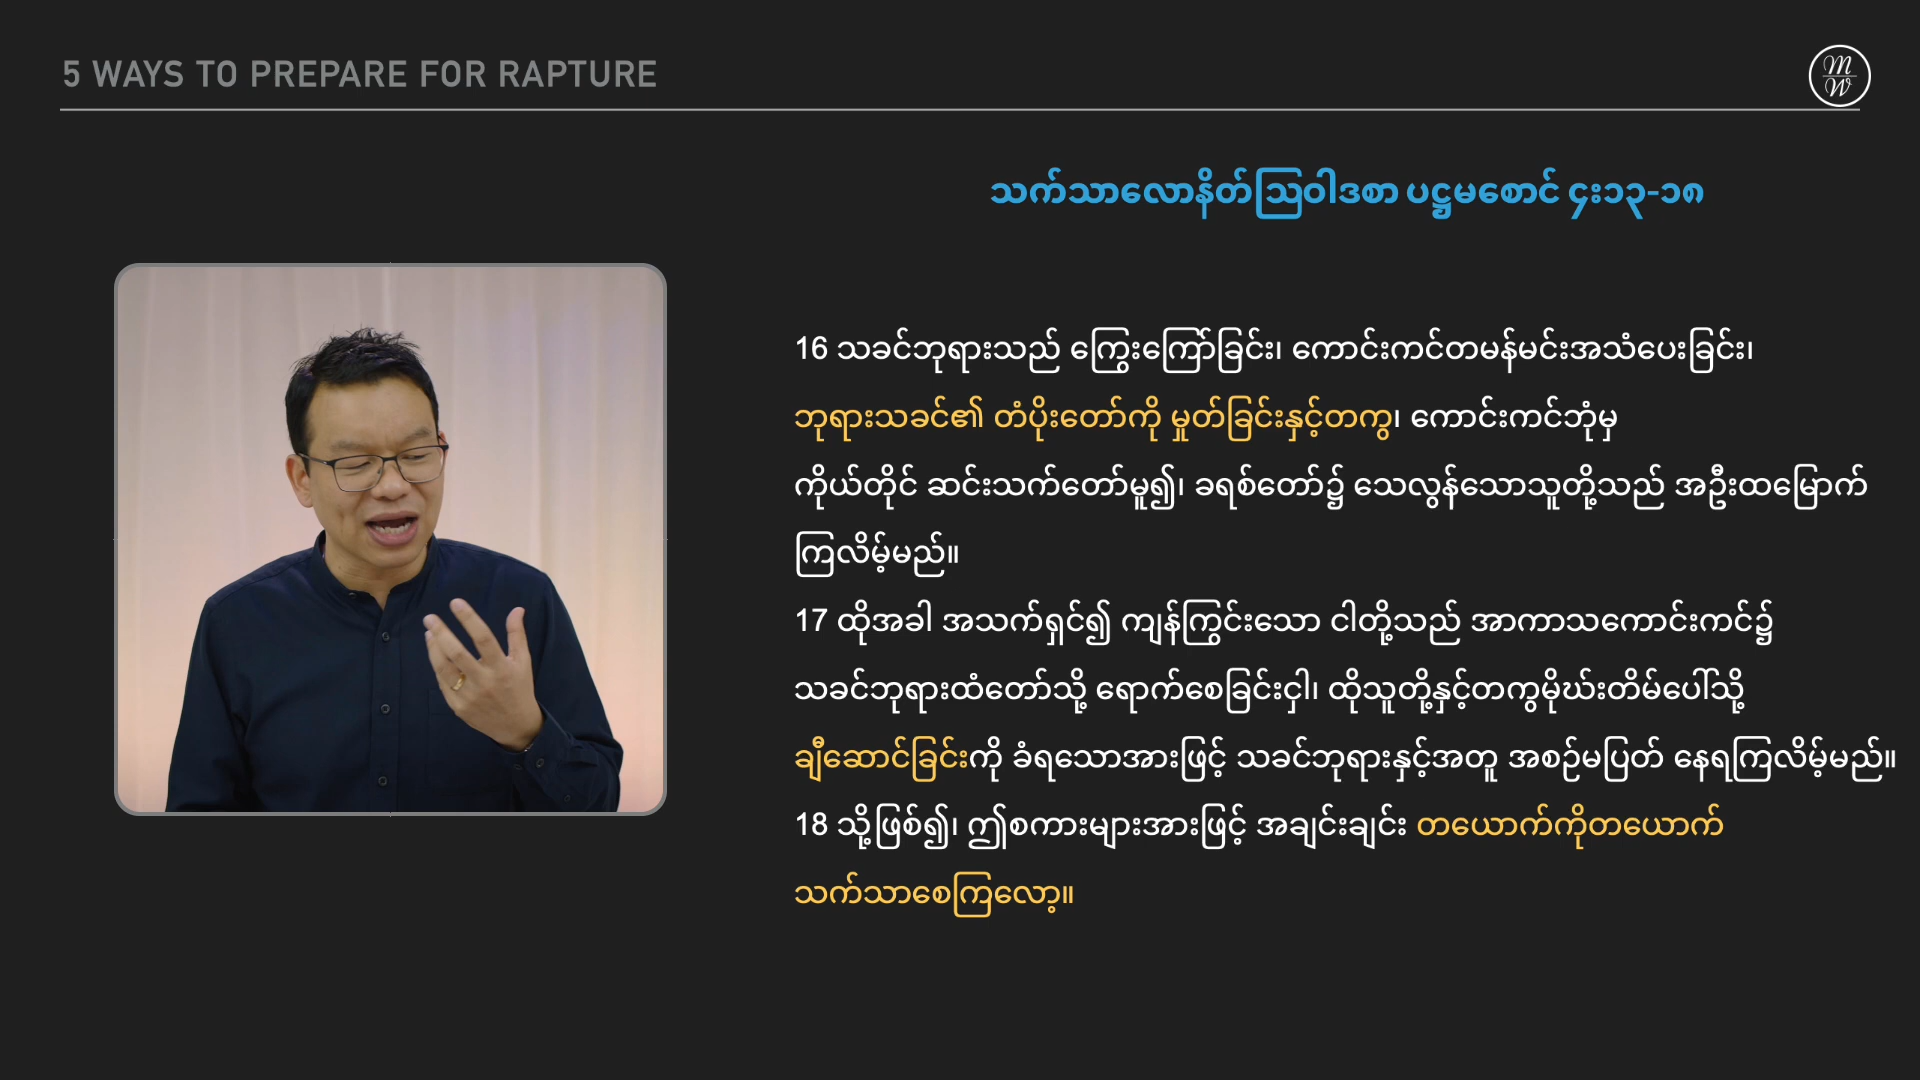 5 WAYS TO PREPARE FOR RAPTURE
M
W
သက်သာလောနိတ်ဩဝါဒစာ ပဋ္ဌမစောင် ၄း၁၃-၁၈
16 သခင်ဘုရားသည် ကြွေးကြော်ခြင်း၊ ကောင်းကင်တမန်မင်းအသံပေးခြင်း၊
ဘုရားသခင်၏ တံပိုးတော်ကို မှုတ်ခြင်းနှင့်တကွ၊ ကောင်းကင်ဘုံမှ
ကိုယ်တိုင် ဆင်းသက်တော်မူ၍၊ ခရစ်တော်၌ သေလွန်သောသူတို့သည် အဦးထမြောက်
ကြလိမ့်မည်။
17 ထိုအခါ အသက်ရှင်၍ ကျန်ကြွင်းသော ငါတို့သည် အာကာသကောင်းကင်၌
သခင်ဘုရားထံတော်သို့ ရောက်စေခြင်းငှါ၊ ထိုသူတို့နှင့်တကွမိုဃ်းတိမ်ပေါ်သို့
ချီဆောင်ခြင်းကို ခံရသောအားဖြင့် သခင်ဘုရားနှင့်အတူ အစဉ်မပြတ် နေရကြလိမ့်မည်။
18 သို့ဖြစ်၍၊ ဤစကားများအားဖြင့် အချင်းချင်း တယောက်ကိုတယောက်
သက်သာစေကြလော့။